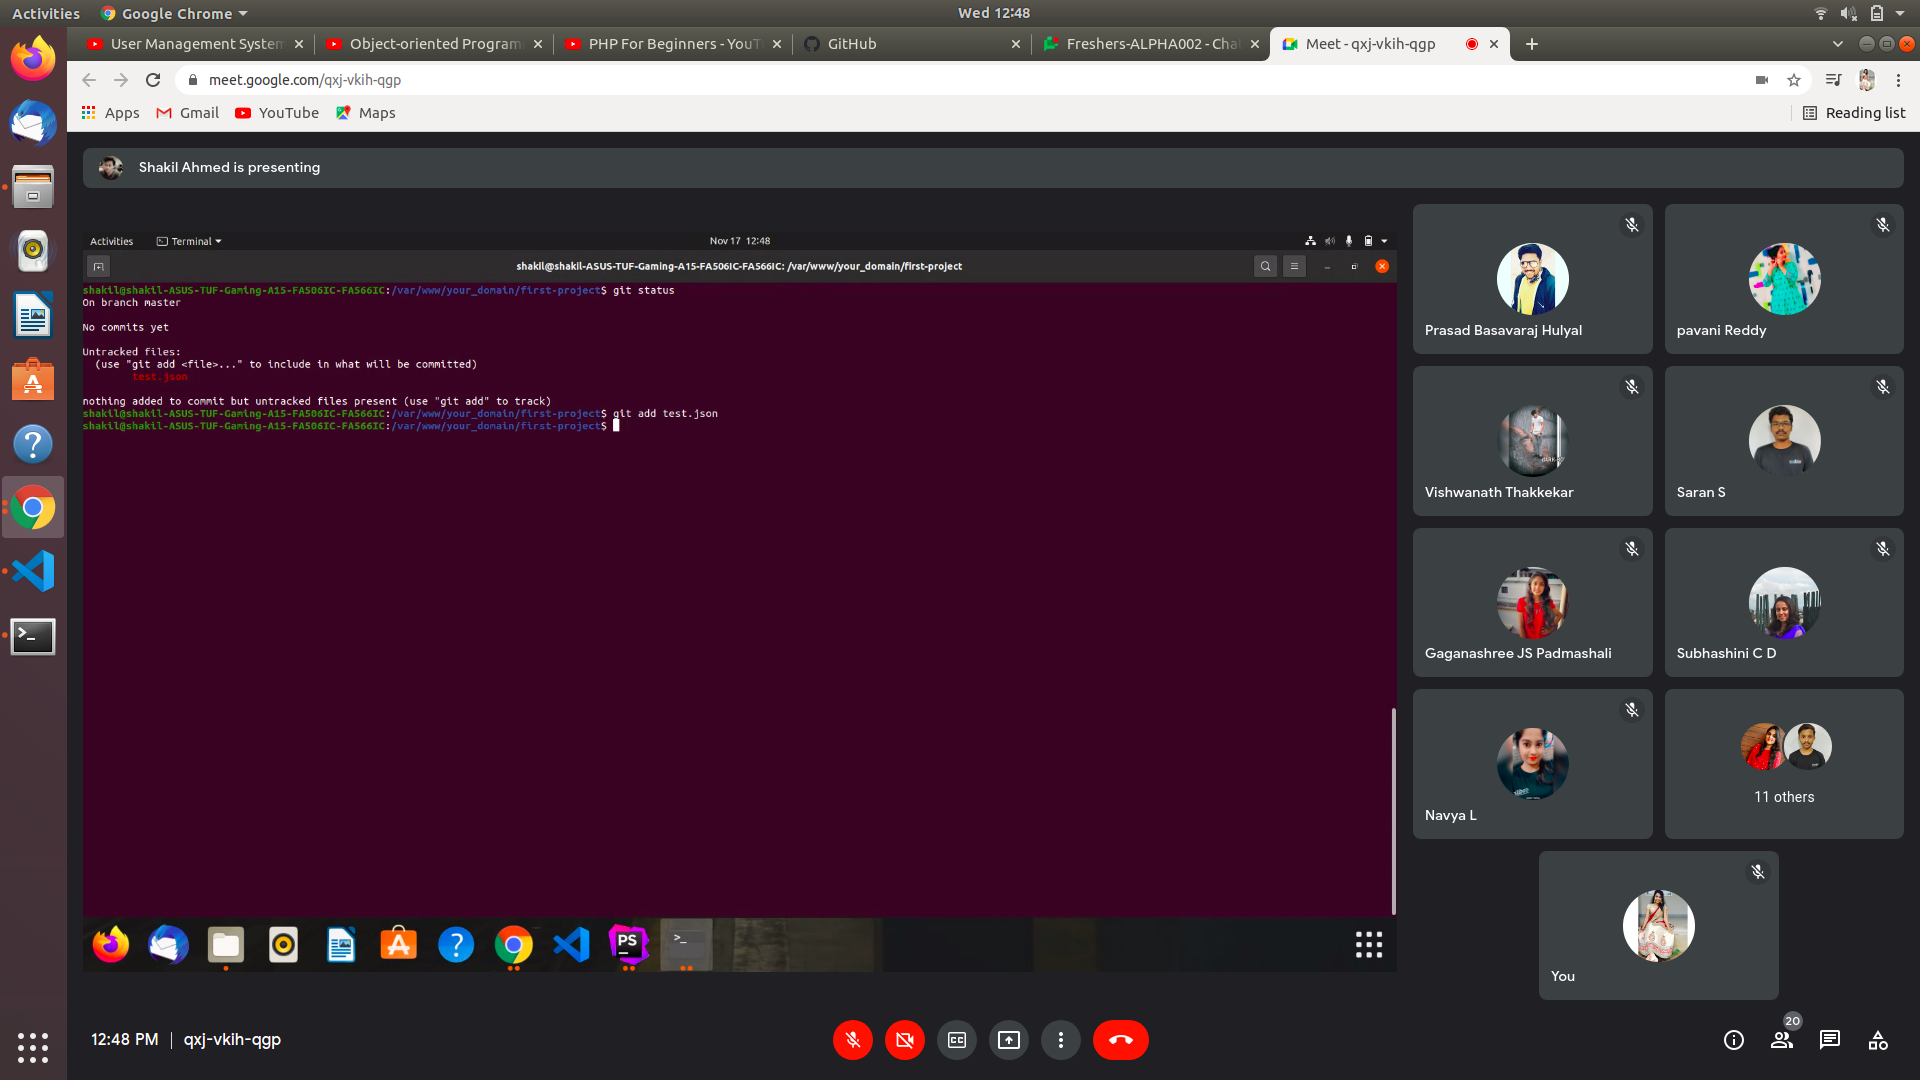 Activities
Google Chrome
Wed 12:48
User Management System
Object-oriented Program
PHP For Beginners - YouT
GitHub
Freshers-ALPHA002 - Cha
Meet - qxj-vkih-qgp
meet.google.com/qxj-vkih-qgp
Apps
Gmail
YouTube
Maps
Reading list
Shakil Ahmed is presenting
Activities
Terminal
Nov 17 12:48
shakil@shakil-ASUS-TUF-Gaming-A15-FA506IC-FA566IC: /var/www/your_domain/first-project
shakil@shakil-ASUS-TUF-Gaming-A15-FA506IC-FA566IC:/var/www/your_domain/first-project$ git status
On branch master
No commits yet
Untracked files:
(use "git add <file>..." to include in what will be committed)
test.json
nothing added to commit but untracked files present (use "git add" to track)
shakil@shakil-ASUS-TUF-Gaming-A15-FA506IC-FA566IC:/var/www/your_domain/first-project$ git add test.json
shakil@shakil-ASUS-TUF-Gaming-A15-FA506IC-FA566IC:/var/www/your_domain/first-project$
PS
Prasad Basavaraj Hulyal
pavani Reddy
Vishwanath Thakkekar
Saran S
Gaganashree JS Padmashali
Subhashini C D
Navya L
11 others
You
12:48 PM
qxj-vkih-qgp
20